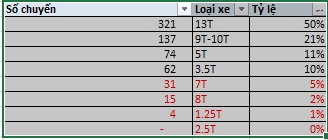 Số chuyến Loại xe Tỷ lệ
321 13T 50%
137 9T-10T 21%
74 5T 11%
62 3.5T 10%
31 7T 5%
15 8T 2%
4 1.25T 1%
- 2.5T 0%